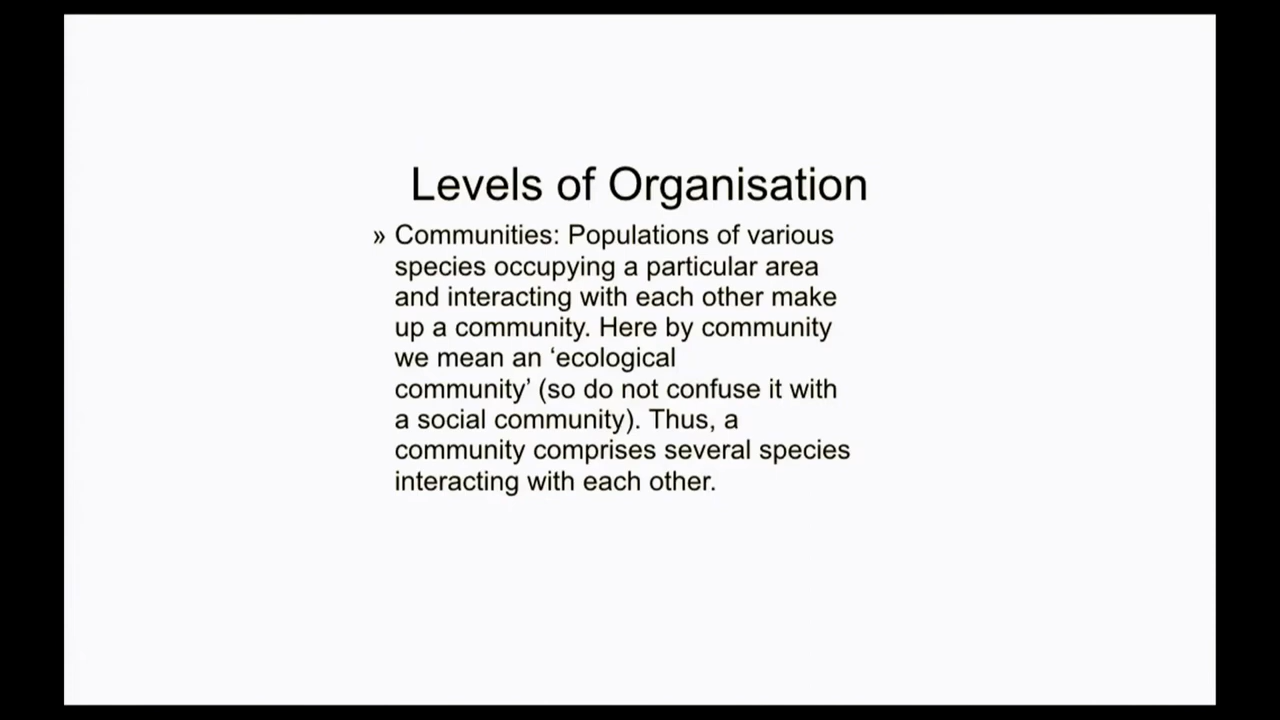 Levels of Organisation
» Communities: Populations of various
species occupying a particular area
and interacting with each other make
up a community. Here by community
we mean an ‘ecological
community’ (so do not confuse it with
a social community). Thus, a
community comprises several species
interacting with each other.